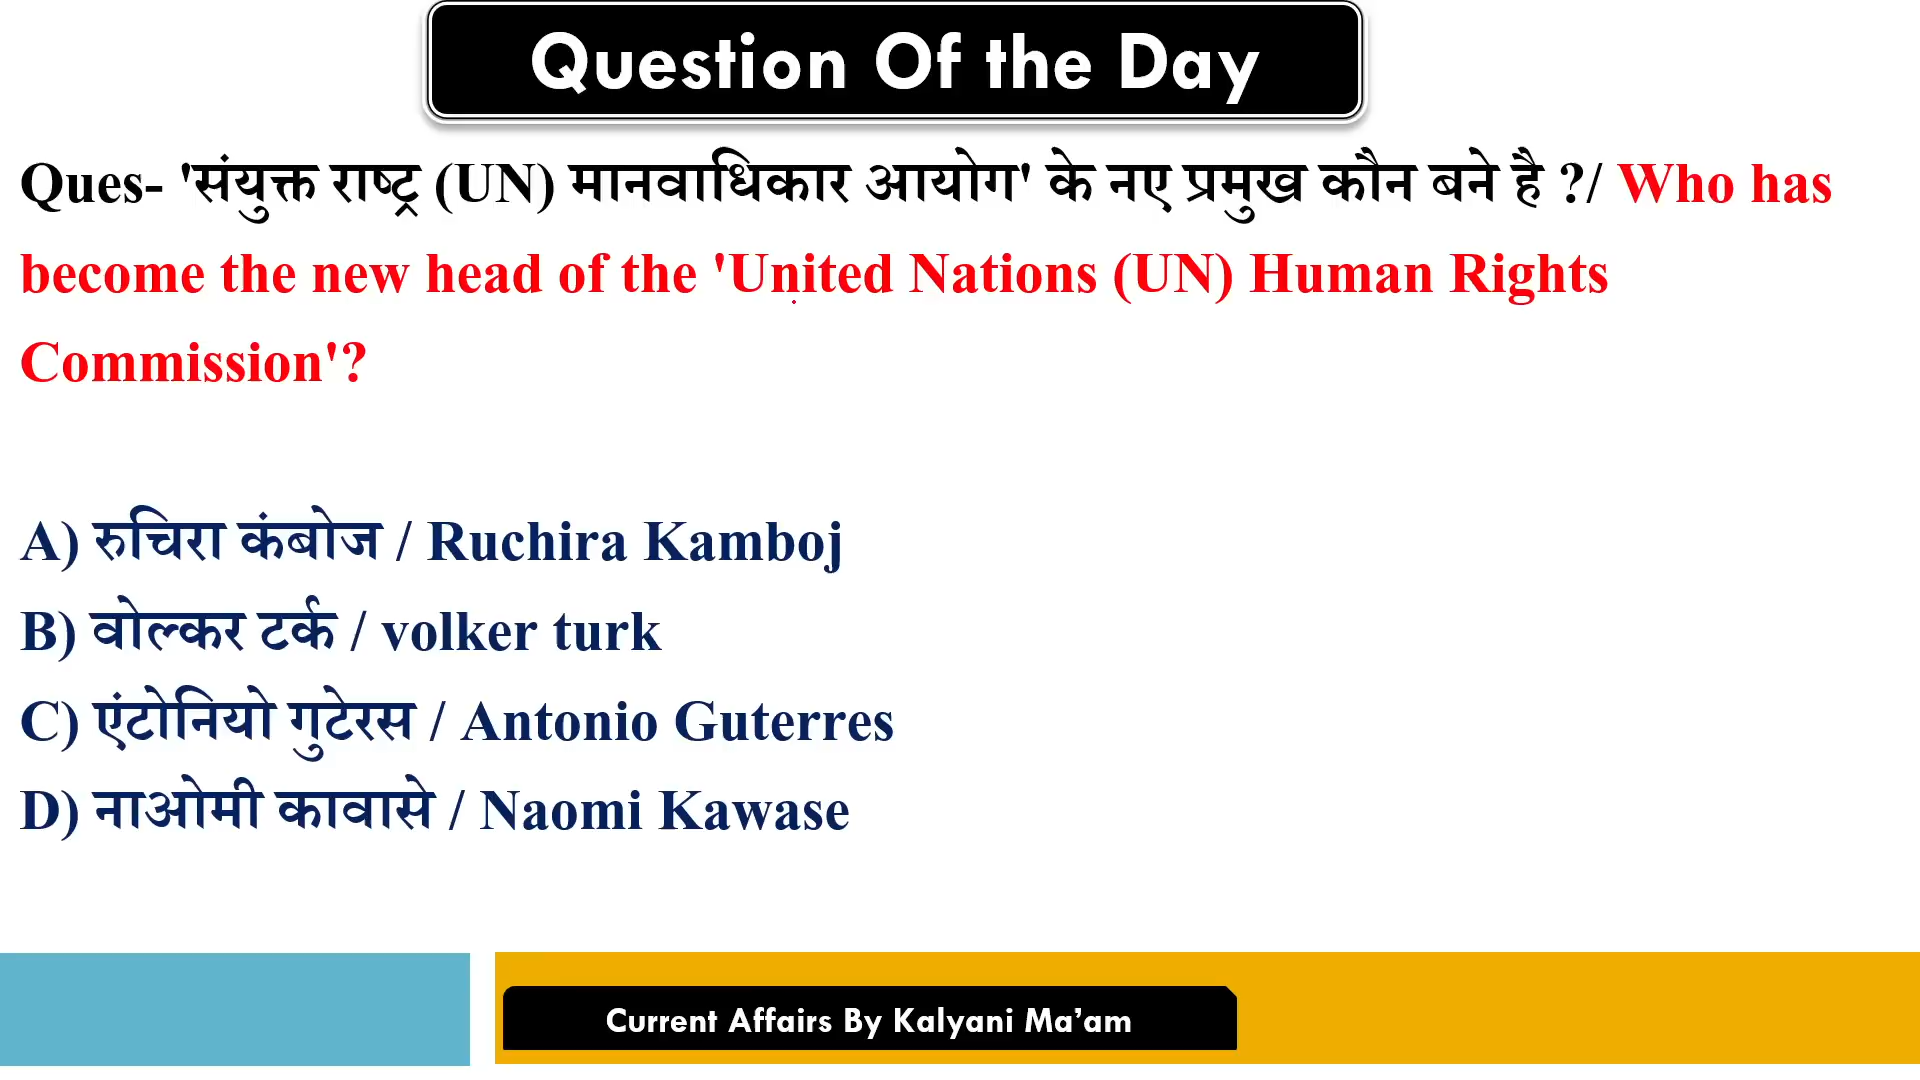 Question Of the Day
Ques- 'संयुक्त राष्ट्र (UN) मानवाधिकार आयोग' के नए प्रमुख कौन बने है ?/ Who has
become the new head of the 'United Nations (UN) Human Rights
Commission'?
A) रुचिरा कंबोज / Ruchira Kamboj
B) वोल्कर टर्क / volker turk
C) एंटोनियो गुटेरस / Antonio Guterres
D) नाओमी कावासे / Naomi Kawase
Current Affairs By Kalyani Ma’am